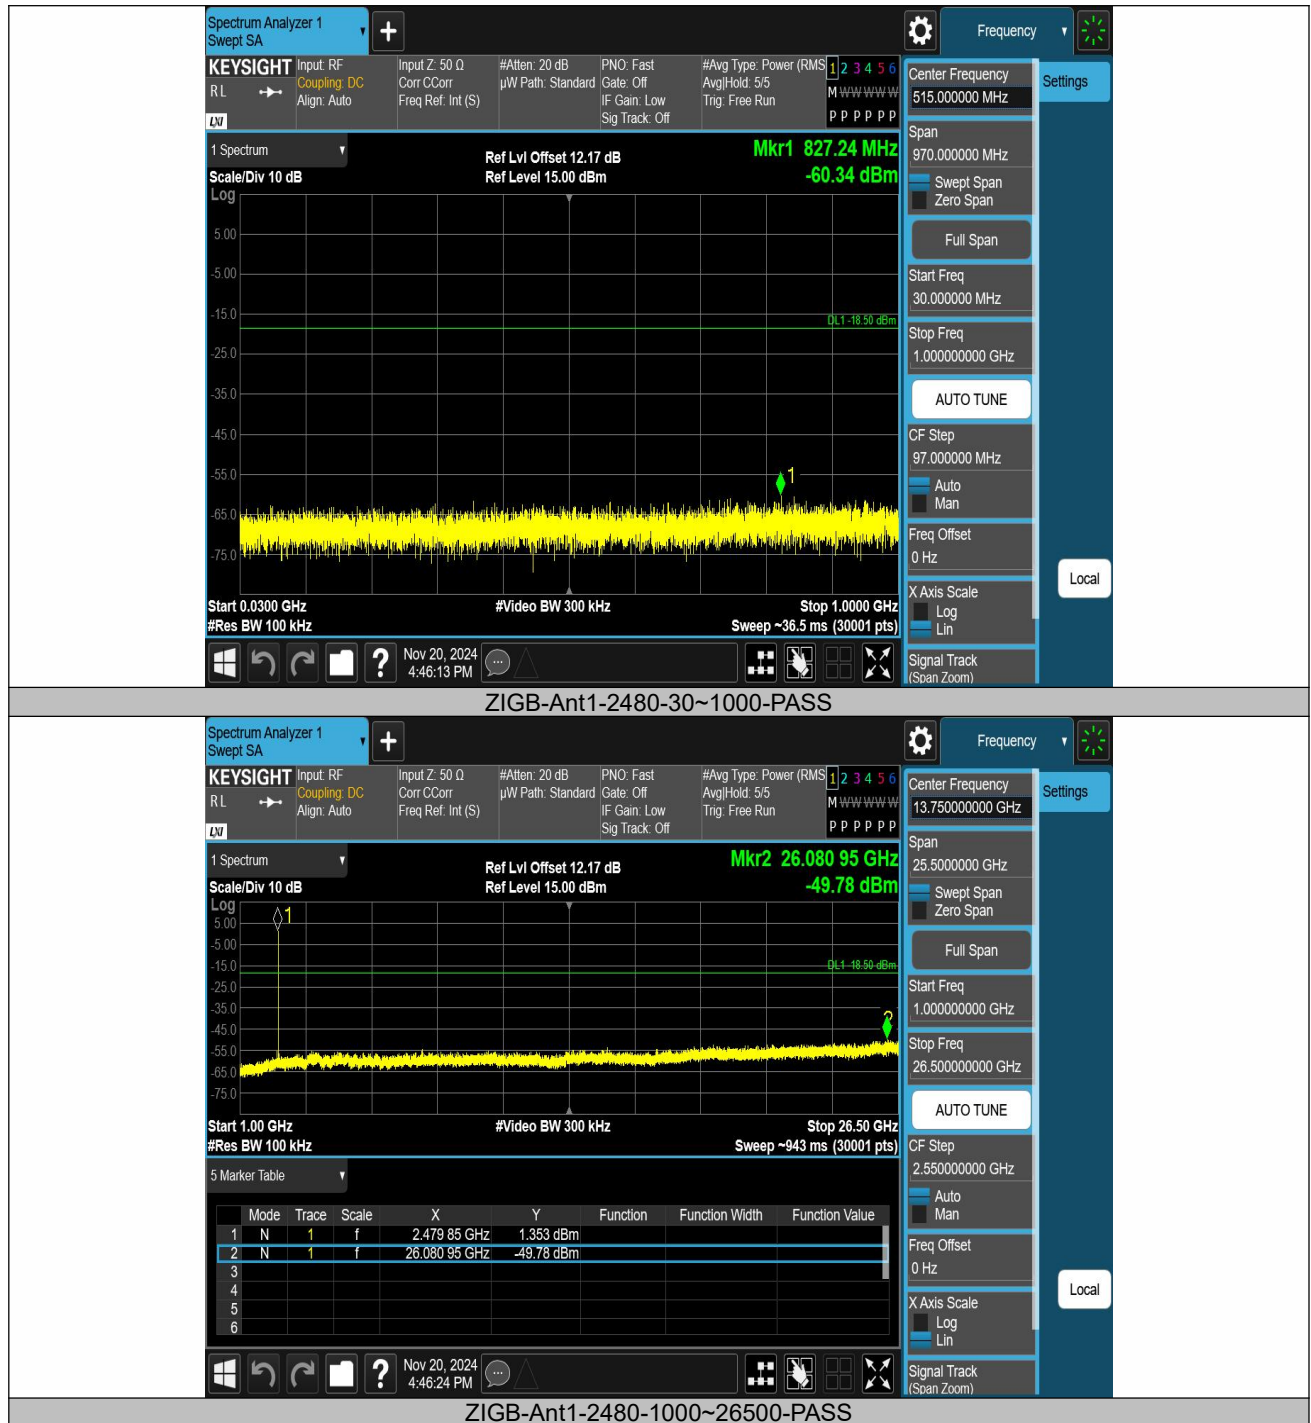 Spectrum Analyzer 1
Swept SA
Frequency
KEYSIGHT
RL
LXI
Input: RF
Coupling: DC
Align: Auto
Input Z: 50 Ω
Corr CCorr
Freq Ref: Int (S)
#Atten: 20 dB
µW Path: Standard
PNO: Fast
Gate: Off
IF Gain: Low
Sig Track: Off
#Avg Type: Power (RMS
Avg|Hold: 5/5
Trig: Free Run
1 2 3 4 5 6
M W W W W W
P P P P P P
Center Frequency
515.000000 MHz
Settings
Span
970.000000 MHz
Swept Span
Zero Span
Full Span
Start Freq
30.000000 MHz
Stop Freq
1.000000000 GHz
AUTO TUNE
CF Step
97.000000 MHz
Auto
Man
Freq Offset
0 Hz
X Axis Scale
Log
Lin
Signal Track
(Span Zoom)
Local
1 Spectrum
Scale/Div 10 dB
Ref Lvl Offset 12.17 dB
Ref Level 15.00 dBm
Mkr1 827.24 MHz
-60.34 dBm
Log
5.00
-5.00
-15.0
DL1 -18.50 dBm
-25.0
-35.0
-45.0
-55.0
1
-65.0
-75.0
Start 0.0300 GHz
#Video BW 300 kHz
Stop 1.0000 GHz
#Res BW 100 kHz
Sweep ~36.5 ms (30001 pts)
?
Nov 20, 2024
4:46:13 PM
ZIGB-Ant1-2480-30~1000-PASS
Spectrum Analyzer 1
Swept SA
Frequency
KEYSIGHT
RL
LXI
Input: RF
Coupling: DC
Align: Auto
Input Z: 50 Ω
Corr CCorr
Freq Ref: Int (S)
#Atten: 20 dB
µW Path: Standard
PNO: Fast
Gate: Off
IF Gain: Low
Sig Track: Off
#Avg Type: Power (RMS
Avg|Hold: 5/5
Trig: Free Run
1 2 3 4 5 6
M W W W W W
P P P P P P
Center Frequency
13.750000000 GHz
Settings
Span
25.5000000 GHz
Swept Span
Zero Span
Full Span
Start Freq
1.000000000 GHz
Stop Freq
26.500000000 GHz
AUTO TUNE
CF Step
2.550000000 GHz
Auto
Man
Freq Offset
0 Hz
X Axis Scale
Log
Lin
Signal Track
(Span Zoom)
Local
1 Spectrum
Scale/Div 10 dB
Ref Lvl Offset 12.17 dB
Ref Level 15.00 dBm
Mkr2 26.080 95 GHz
-49.78 dBm
Log
1
5.00
-5.00
-15.0
DL1 -18.50 dBm
-25.0
-35.0
2
-45.0
-55.0
-65.0
-75.0
Start 1.00 GHz
#Video BW 300 kHz
Stop 26.50 GHz
#Res BW 100 kHz
Sweep ~943 ms (30001 pts)
5 Marker Table
Mode Trace Scale X Y Function Function Width Function Value
1 N 1 f 2.479 85 GHz 1.353 dBm
2 N 1 f 26.080 95 GHz -49.78 dBm
3
4
5
6
?
Nov 20, 2024
4:46:24 PM
ZIGB-Ant1-2480-1000~26500-PASS